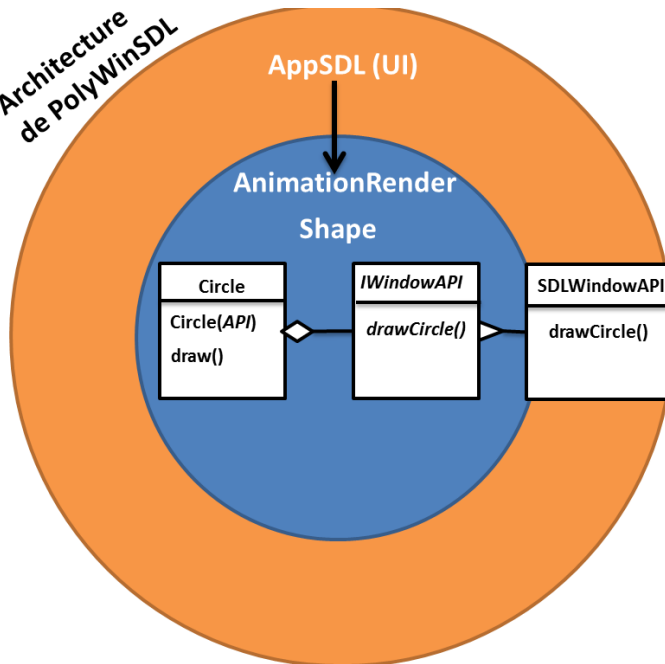 Architecture
de PolyWinSDL
AppSDL (UI)
AnimationRender
Shape
Circle
Circle(API)
draw()
IWindowAPI
drawCircle()
SDLWindowAPI
drawCircle()